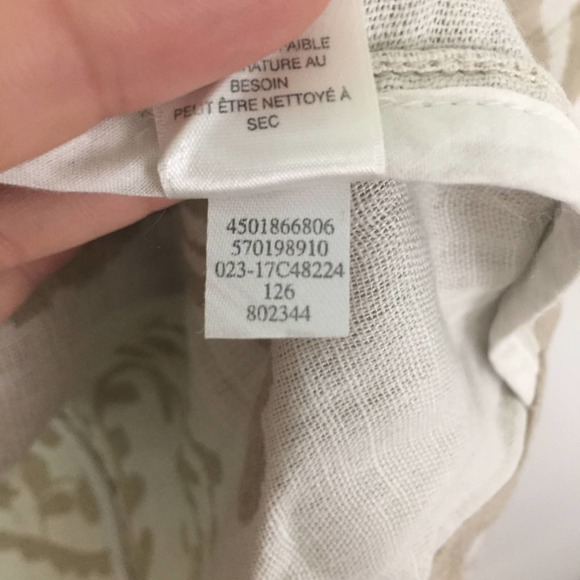 AU
BESOIN
PEUT ÊTRE NETTOYÉ À
SEC
4501866806
570198910
023-17C48224
126
802344